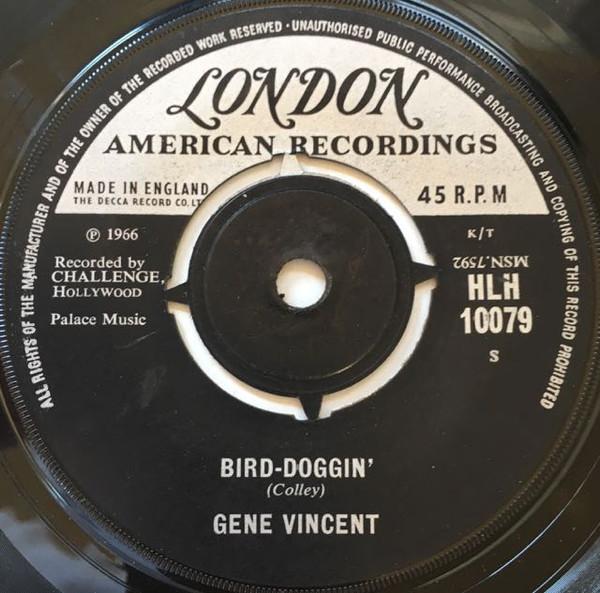 ALL RIGHTS OF THE MANUFACTURER AND OF THE OWNER OF THE RECORDED WORK RESERVED · UNAUTHORISED PUBLIC PERFORMANCE BROADCASTING AND COPYING OF THIS RECORD PROHIBITED
LONDON
AMERICAN RECORDINGS
MADE IN ENGLAND
THE DECCA RECORD CO. LT
45 R.P.M
℗ 1966
K/T
Recorded by
CHALLENGE,
HOLLYWOOD
MSN.7592
HLH
10079
Palace Music
S
BIRD-DOGGIN'
(Colley)
GENE VINCENT